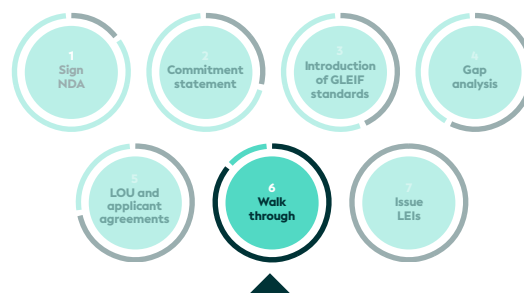 1
Sign
NDA
2
Commitment
statement
3
Introduction
of GLEIF
standards
4
Gap
analysis
5
LOU and
applicant
agreements
6
Walk
through
7
Issue
LEIs